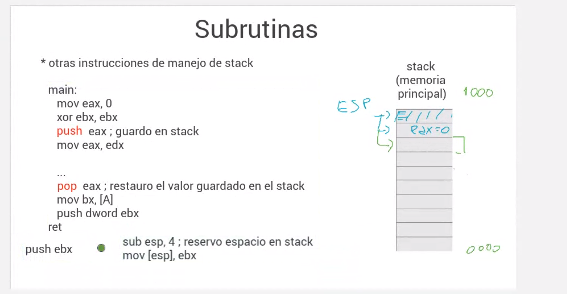 Subrutinas
* otras instrucciones de manejo de stack
main:
mov eax, 0
xor ebx, ebx
push eax ; guardo en stack
mov eax, edx
...
pop eax ; restauro el valor guardado en el stack
mov bx, [A]
push dword ebx
ret
push ebx
sub esp, 4 ; reservo espacio en stack
mov [esp], ebx
stack
(memoria
principal)
1000
ESP
eax=0
0000